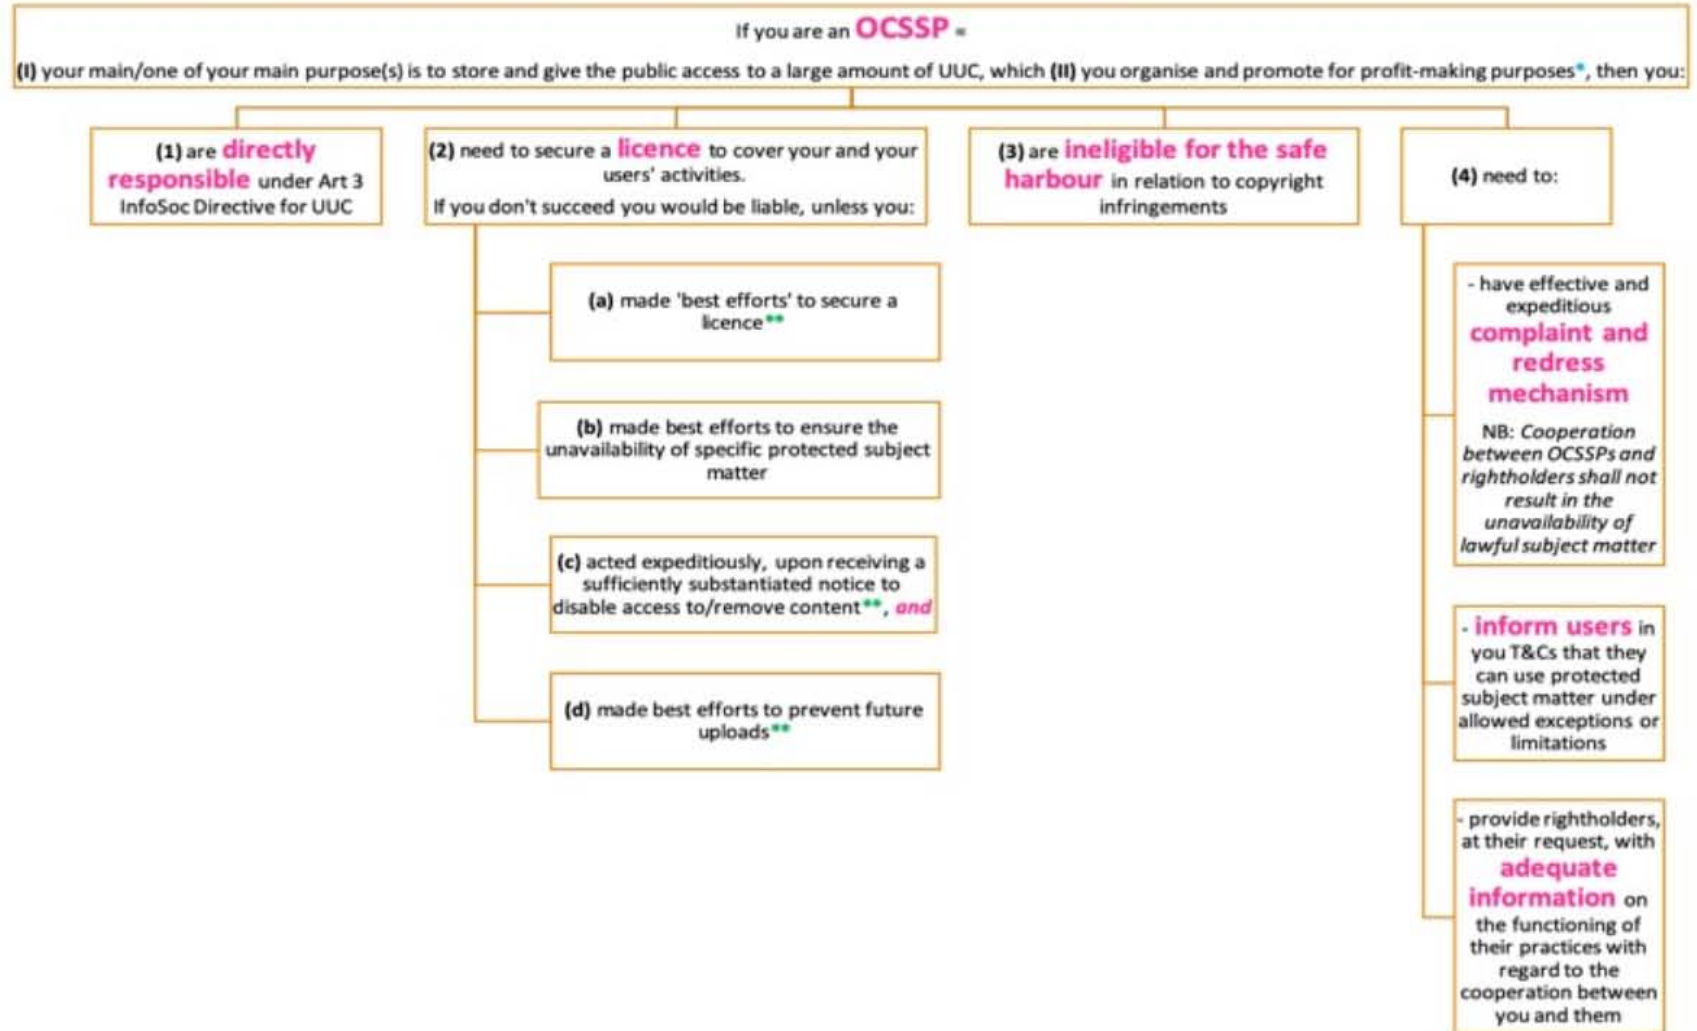 If you are an OCSSP =
(I) your main/one of your main purpose(s) is to store and give the public access to a large amount of UUC, which (II) you organise and promote for profit-making purposes*, then you:
(1) are directly
responsible under Art 3
InfoSoc Directive for UUC
(2) need to secure a licence to cover your and your
users' activities.
If you don't succeed you would be liable, unless you:
(a) made 'best efforts' to secure a
licence**
(b) made best efforts to ensure the
unavailability of specific protected subject
matter
(c) acted expeditiously, upon receiving a
sufficiently substantiated notice to
disable access to/remove content**, and
(d) made best efforts to prevent future
uploads**
(3) are ineligible for the safe
harbour in relation to copyright
infringements
(4) need to:
- have effective and
expeditious
complaint and
redress
mechanism
NB: Cooperation
between OCSSPs and
rightholders shall not
result in the
unavailability of
lawful subject matter
- inform users in
you T&Cs that they
can use protected
subject matter under
allowed exceptions or
limitations
- provide rightholders,
at their request, with
adequate
information on
the functioning of
their practices with
regard to the
cooperation between
you and them